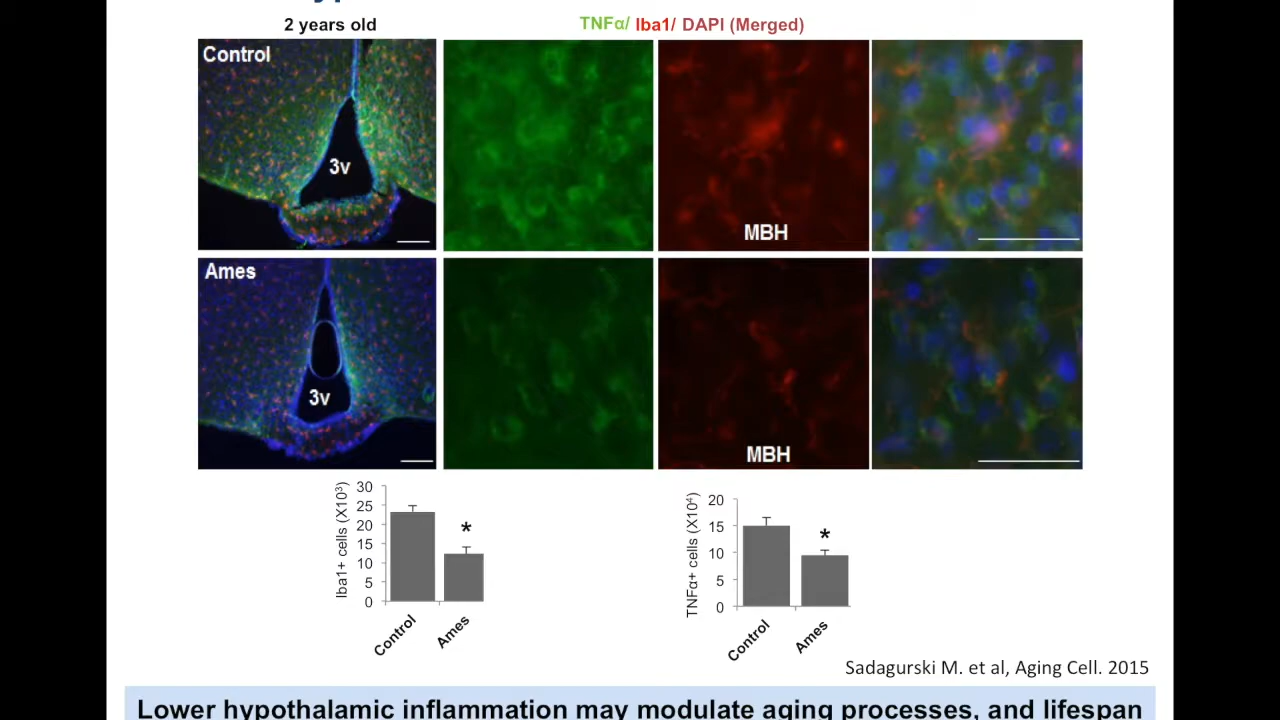 2 years old
TNFα/ Iba1/ DAPI (Merged)
Control
3v
MBH
Ames
3v
MBH
Iba1+ cells (X10³)
30
25
20
15
10
5
0
*
Control
Ames
TNFα+ cells (X10⁴)
20
15
10
5
0
*
Control
Ames
Sadagurski M. et al, Aging Cell. 2015
Lower hypothalamic inflammation may modulate aging processes, and lifespan